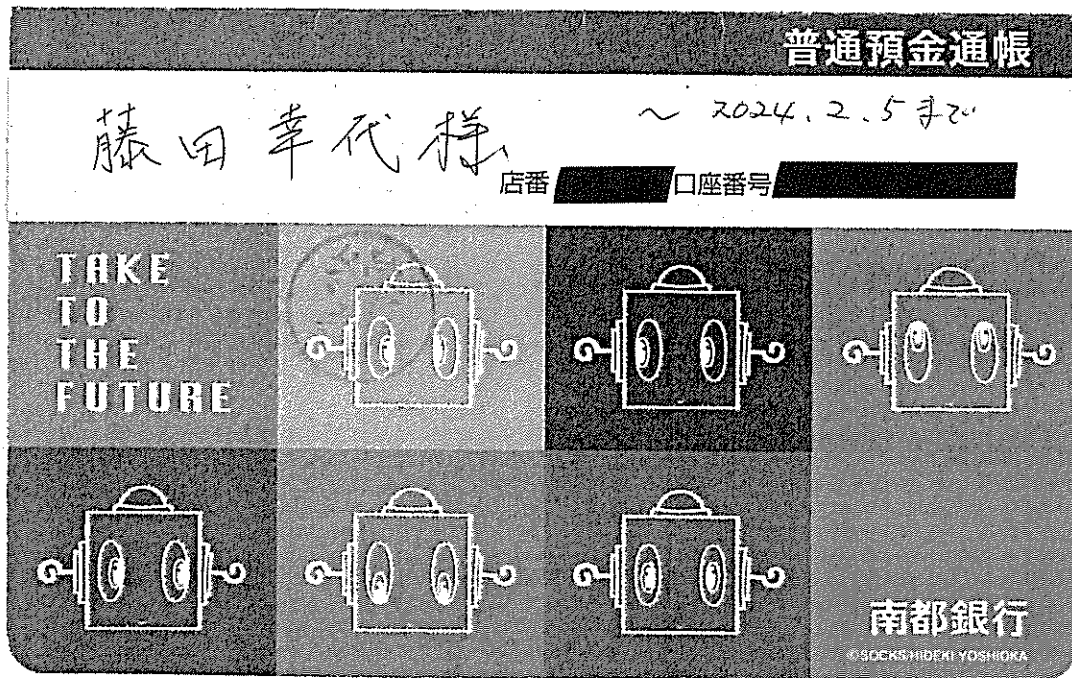 普通預金通帳
藤田幸代様
~ 2024.2.5まで
店番 口座番号
TAKE
TO
THE
FUTURE
南都銀行
©SOCKS/HIDEKI YOSHIOKA